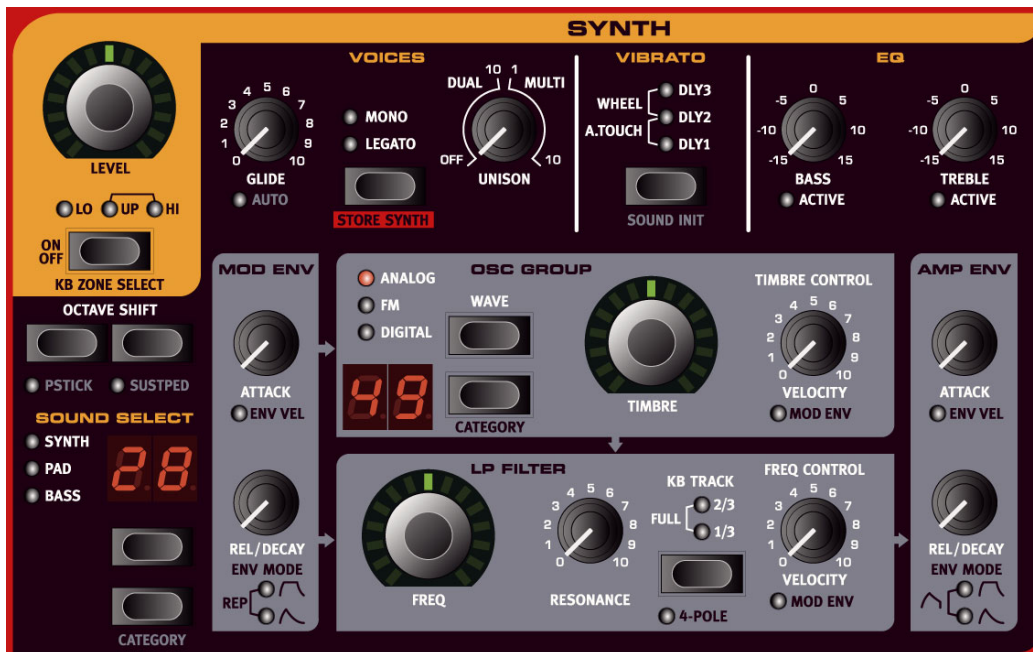 SYNTH
LEVEL
LO UP HI
ON
OFF
KB ZONE SELECT
OCTAVE SHIFT
PSTICK SUSTPED
SOUND SELECT
SYNTH
PAD
BASS
28
CATEGORY
0 1 2 3 4 5 6 7 8 9 10
GLIDE
AUTO
VOICES
MONO
LEGATO
STORE SYNTH
DUAL 10 1 MULTI
OFF 10
UNISON
VIBRATO
DLY3
WHEEL
DLY2
A.TOUCH
DLY1
SOUND INIT
EQ
-15 -10 -5 0 5 10 15
BASS
ACTIVE
-15 -10 -5 0 5 10 15
TREBLE
ACTIVE
MOD ENV
ATTACK
ENV VEL
REL/DECAY
ENV MODE
REP
OSC GROUP
ANALOG
FM
DIGITAL
WAVE
49
CATEGORY
TIMBRE
TIMBRE CONTROL
0 1 2 3 4 5 6 7 8 9 10
VELOCITY
MOD ENV
LP FILTER
FREQ
0 1 2 3 4 5 6 7 8 9 10
RESONANCE
KB TRACK
2/3
FULL
1/3
4-POLE
FREQ CONTROL
0 1 2 3 4 5 6 7 8 9 10
VELOCITY
MOD ENV
AMP ENV
ATTACK
ENV VEL
REL/DECAY
ENV MODE